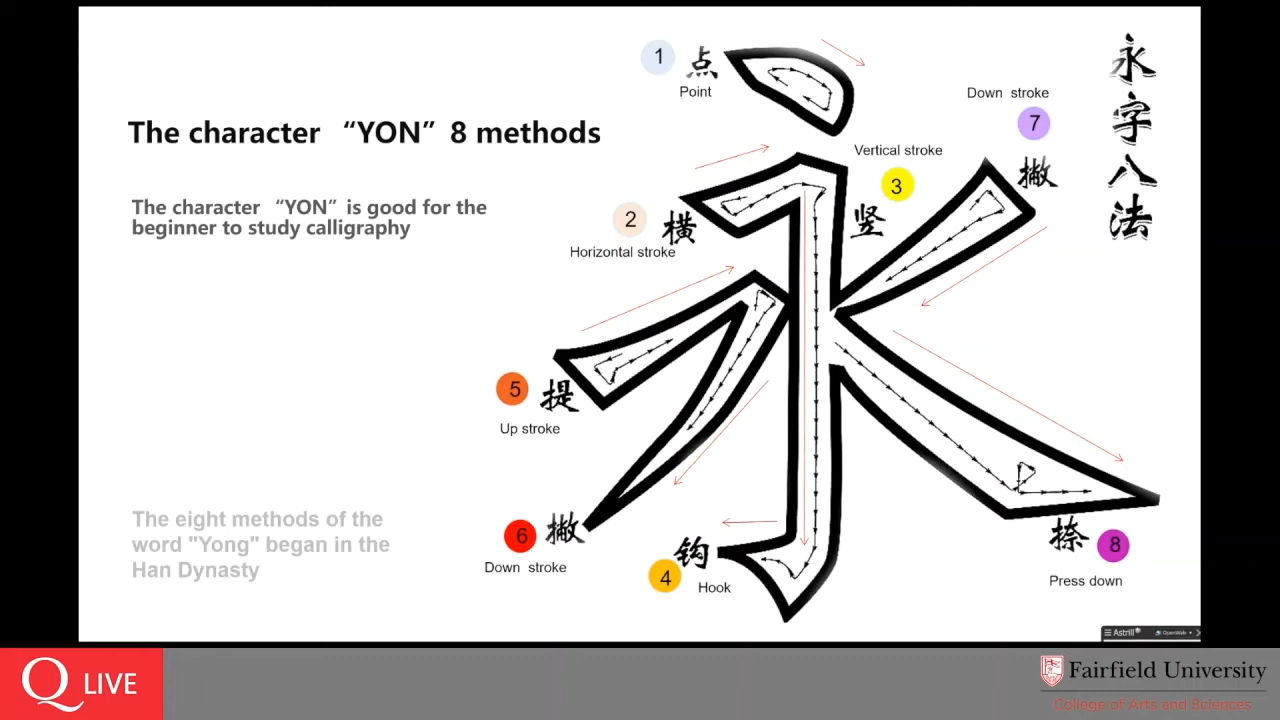 The character “YON” 8 methods
The character “YON” is good for the
beginner to study calligraphy
The eight methods of the
word "Yong" began in the
Han Dynasty
1
点
Point
2
横
Horizontal stroke
Vertical stroke
3
竖
Down stroke
7
撇
5
提
Up stroke
6
撇
Down stroke
4
钩
Hook
捺
8
Press down
永字八法
Astrill
OpenWeb
Q LIVE
Fairfield University
College of Arts and Sciences